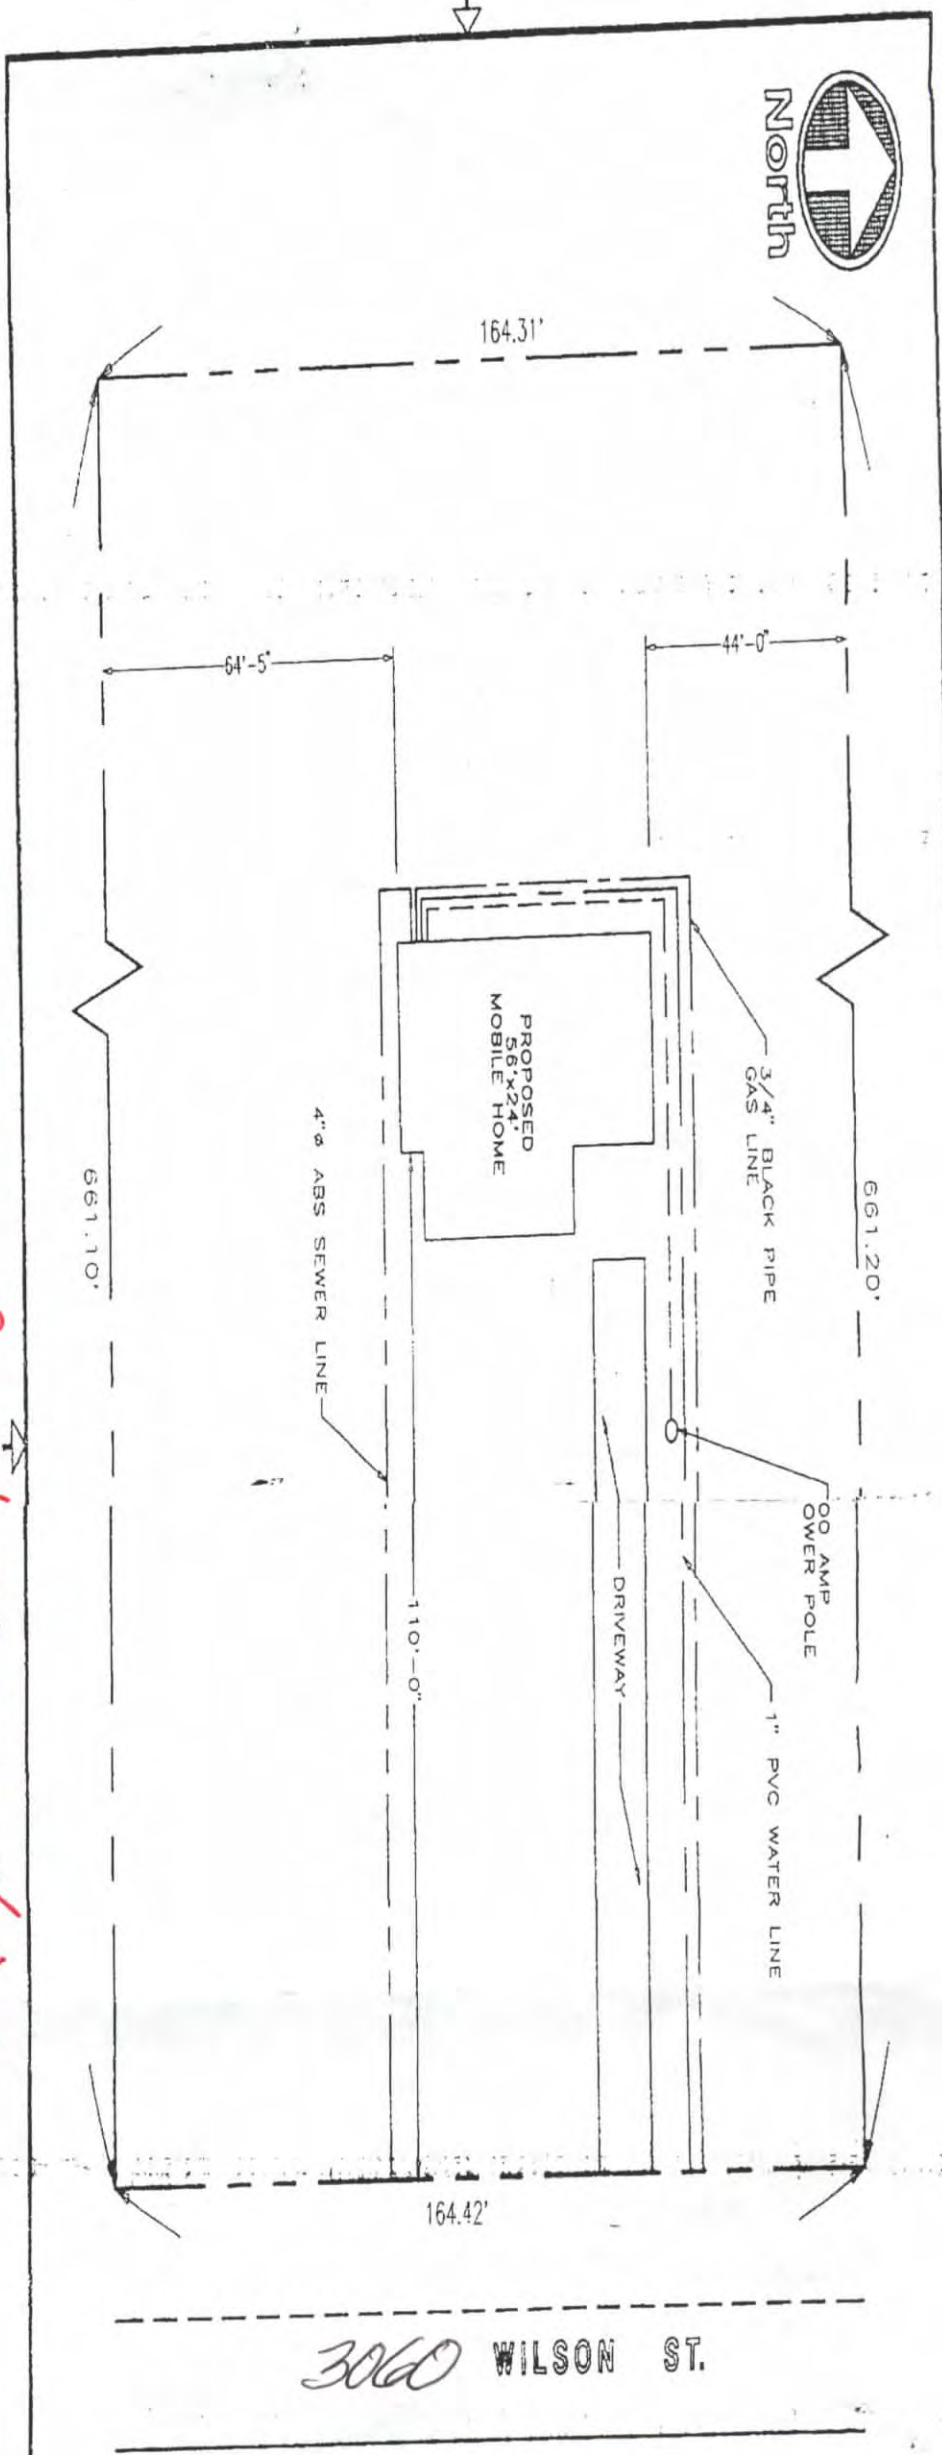 North
164.31'
64'-5"
44'-0"
PROPOSED
56'x24'
MOBILE HOME
3/4" BLACK PIPE
GAS LINE
661.20'
661.10'
4"ø ABS SEWER LINE
00 AMP
OWER POLE
DRIVEWAY
110'-0"
1" PVC WATER LINE
164.42'
3060 WILSON ST.